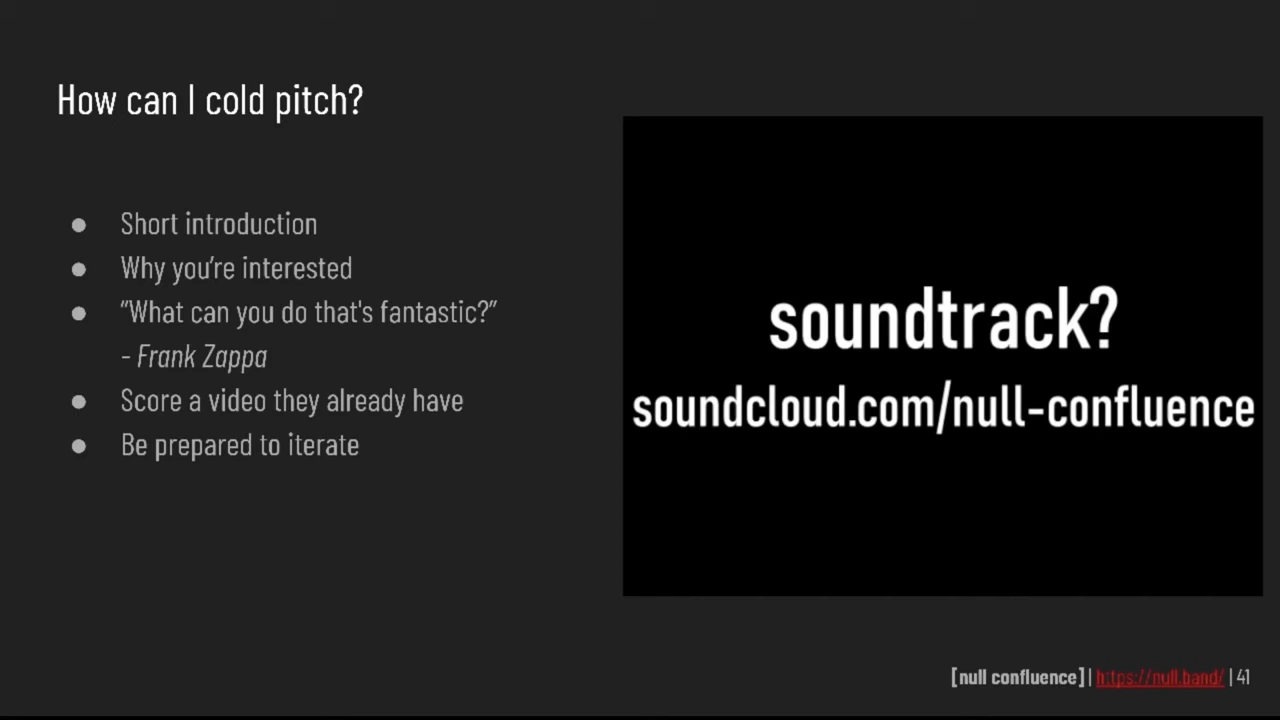 How can I cold pitch?
● Short introduction
● Why you're interested
● “What can you do that's fantastic?”
- Frank Zappa
● Score a video they already have
● Be prepared to iterate
soundtrack?
soundcloud.com/null-confluence
[null confluence] | https://null.band/ | 41